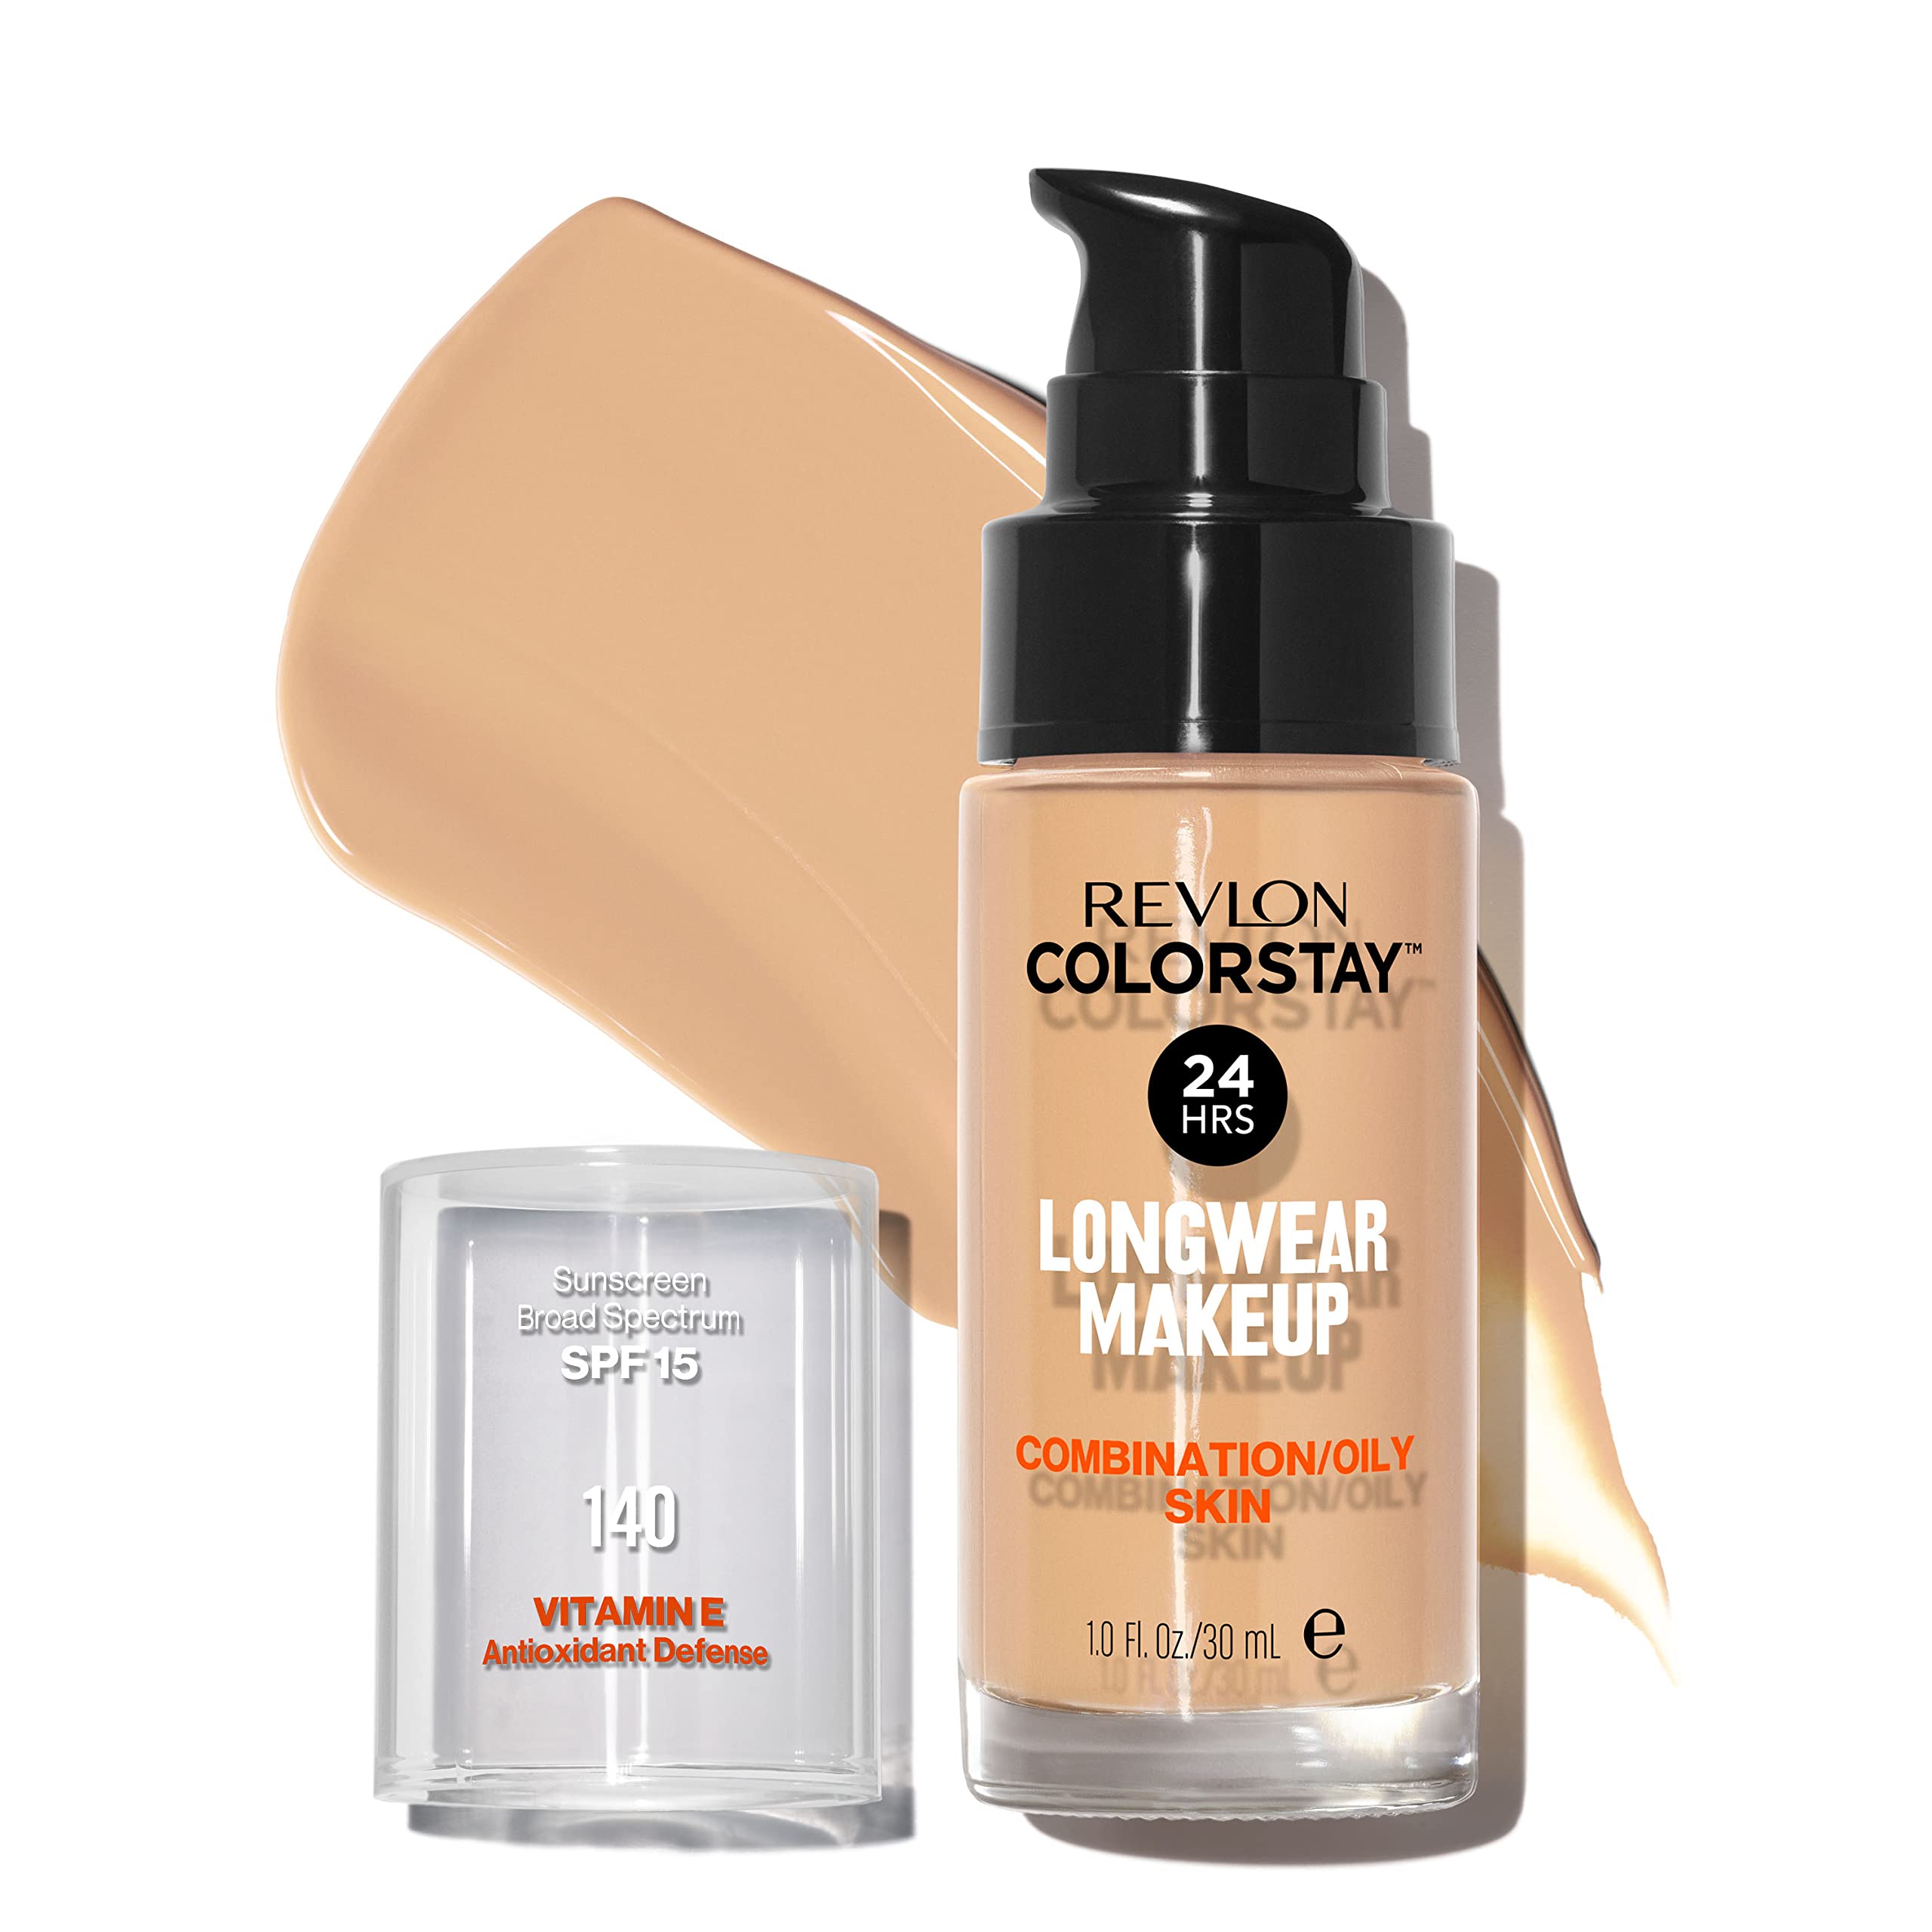 REVLON
COLORSTAY™
24
HRS
LONGWEAR
MAKEUP
COMBINATION/OILY
SKIN
1.0 Fl. Oz./30 mL ℮
Sunscreen
Broad Spectrum
SPF 15
140
VITAMIN E
Antioxidant Defense